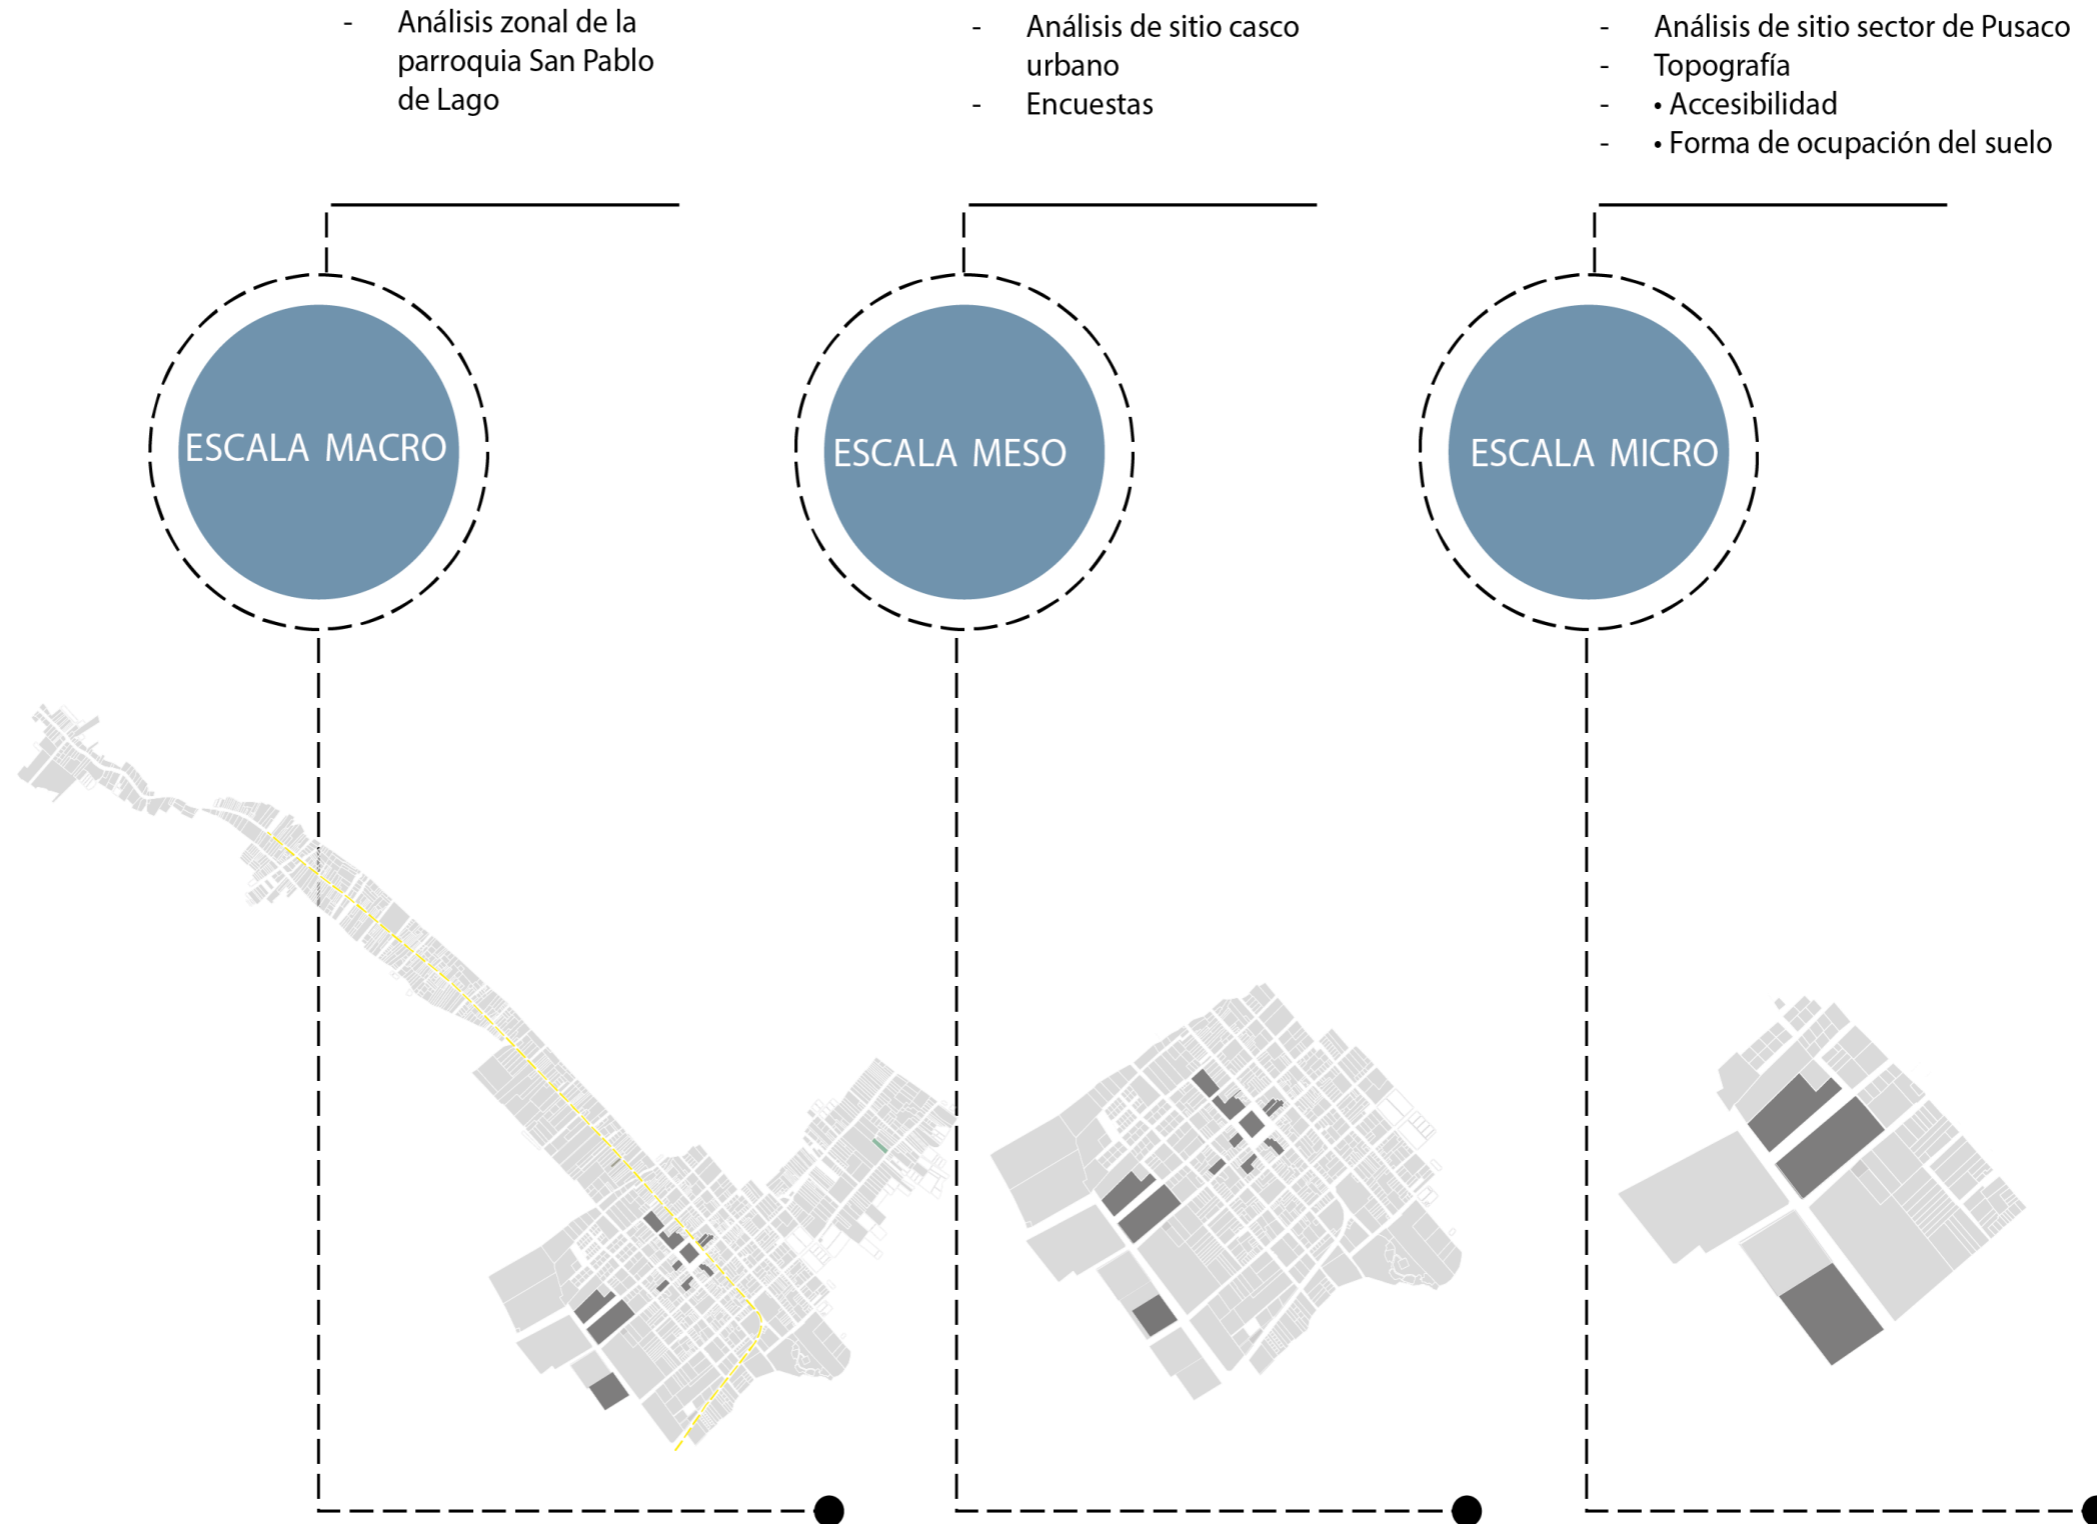 - Análisis zonal de la
parroquia San Pablo
de Lago
- Análisis de sitio casco
urbano
- Encuestas
- Análisis de sitio sector de Pusaco
- Topografía
- • Accesibilidad
- • Forma de ocupación del suelo
ESCALA MACRO
ESCALA MESO
ESCALA MICRO